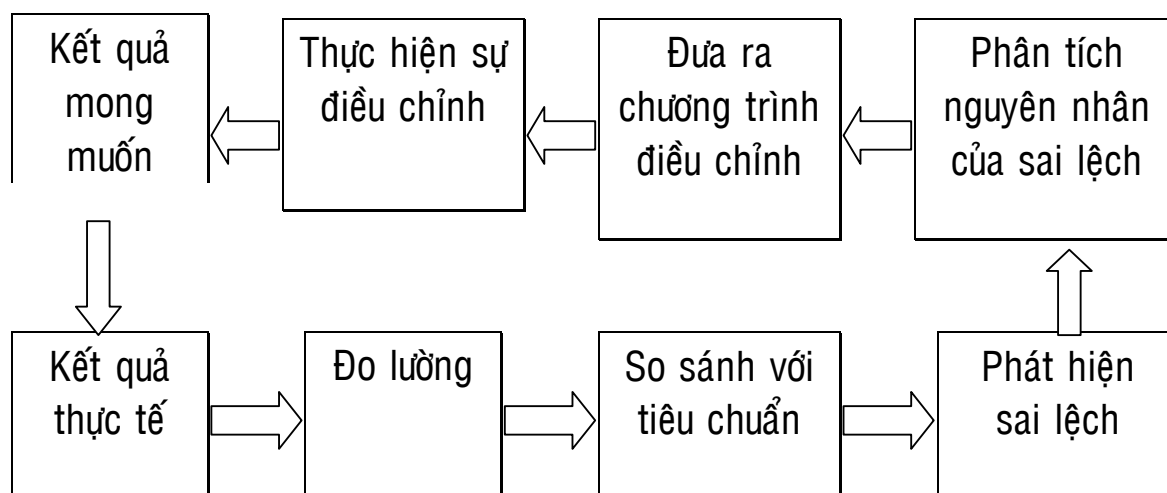 Kết quả
mong
muốn
Thực hiện sự
điều chỉnh
Đưa ra
chương trình
điều chỉnh
Phân tích
nguyên nhân
của sai lệch
Kết quả
thực tế
Đo lường
So sánh với
tiêu chuẩn
Phát hiện
sai lệch